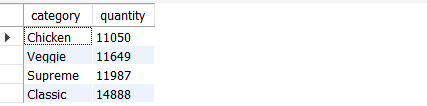 category quantity
Chicken 11050
Veggie 11649
Supreme 11987
Classic 14888